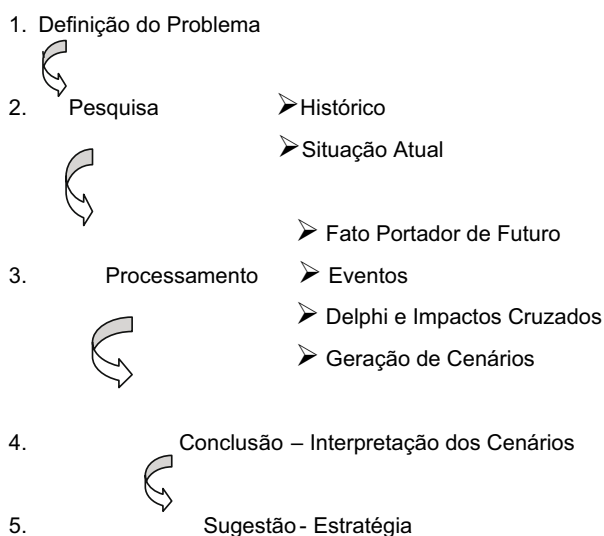 1. Definição do Problema
2. Pesquisa ➢Histórico
➢Situação Atual
➢ Fato Portador de Futuro
3. Processamento ➢ Eventos
➢ Delphi e Impactos Cruzados
➢ Geração de Cenários
4. Conclusão – Interpretação dos Cenários
5. Sugestão - Estratégia